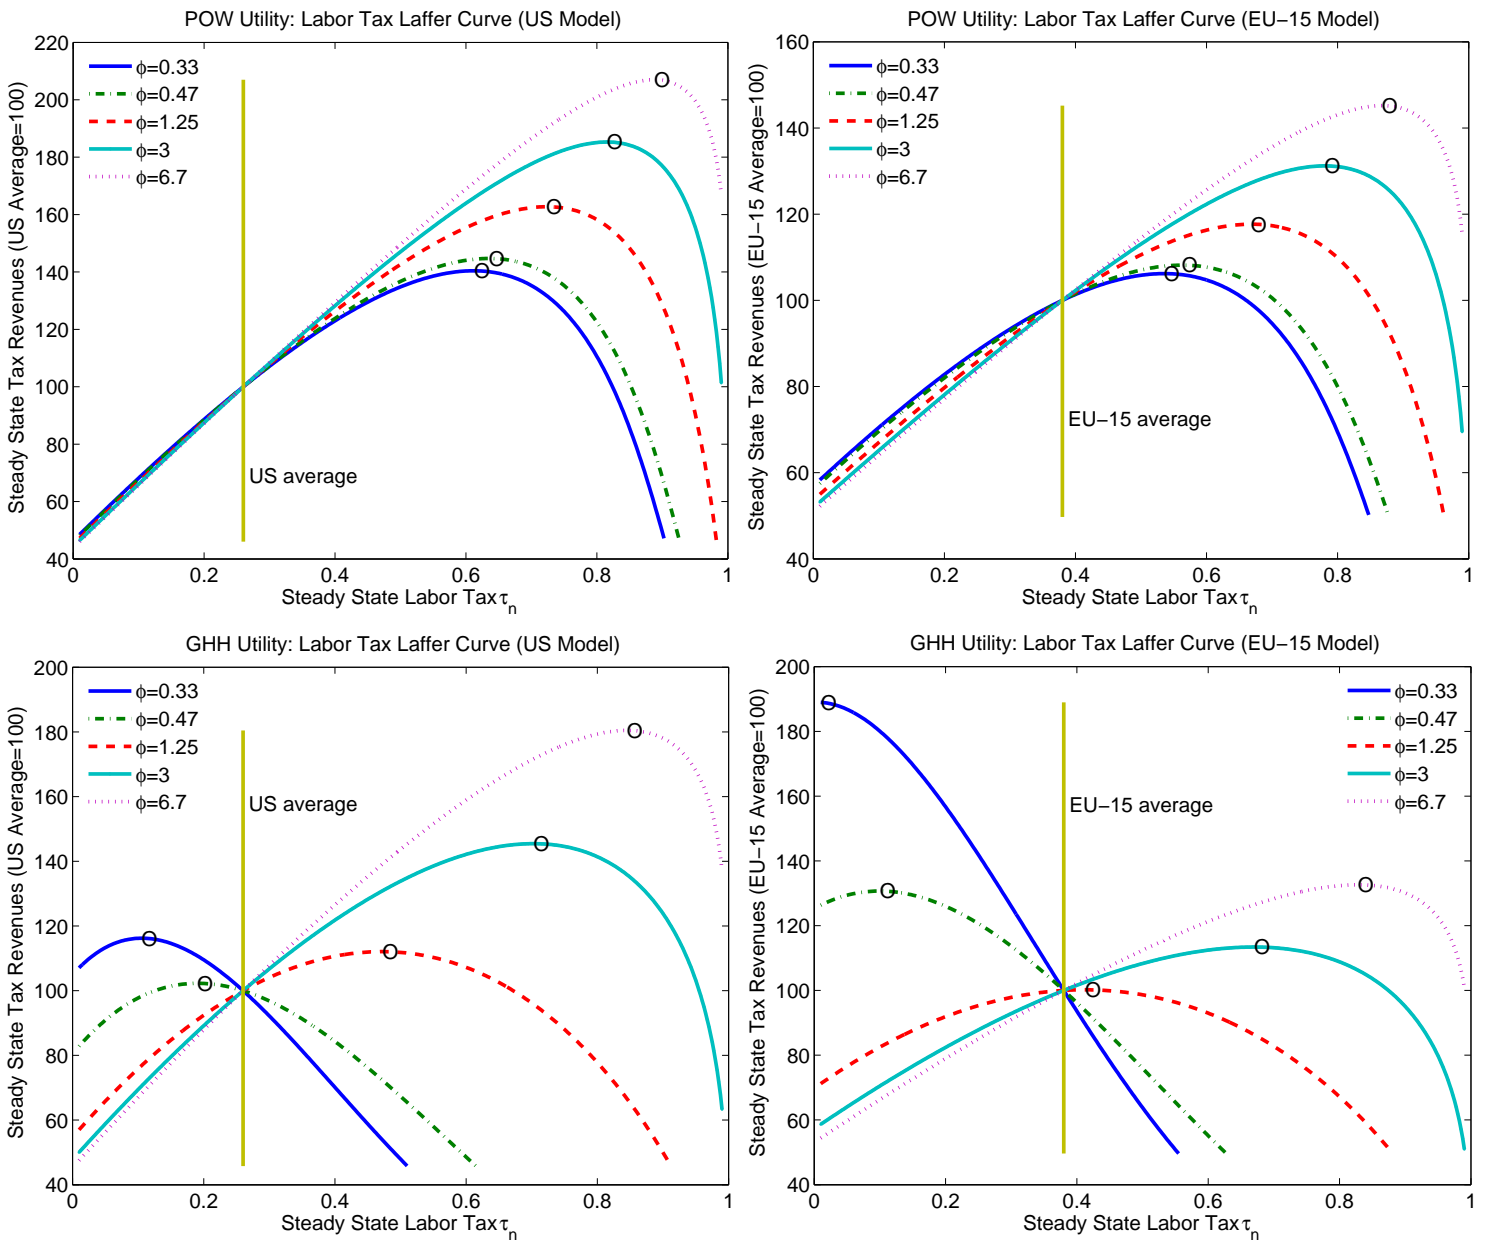 POW Utility: Labor Tax Laffer Curve (US Model)
Steady State Tax Revenues (US Average=100)
220
200
180
160
140
120
100
80
60
40
ϕ=0.33
ϕ=0.47
ϕ=1.25
ϕ=3
ϕ=6.7
US average
0 0.2 0.4 0.6 0.8 1
Steady State Labor Tax τn
POW Utility: Labor Tax Laffer Curve (EU−15 Model)
Steady State Tax Revenues (EU−15 Average=100)
160
140
120
100
80
60
40
ϕ=0.33
ϕ=0.47
ϕ=1.25
ϕ=3
ϕ=6.7
EU−15 average
0 0.2 0.4 0.6 0.8 1
Steady State Labor Tax τn
GHH Utility: Labor Tax Laffer Curve (US Model)
Steady State Tax Revenues (US Average=100)
200
180
160
140
120
100
80
60
40
ϕ=0.33
ϕ=0.47
ϕ=1.25
ϕ=3
ϕ=6.7
US average
0 0.2 0.4 0.6 0.8 1
Steady State Labor Tax τn
GHH Utility: Labor Tax Laffer Curve (EU−15 Model)
Steady State Tax Revenues (EU−15 Average=100)
200
180
160
140
120
100
80
60
40
ϕ=0.33
ϕ=0.47
ϕ=1.25
ϕ=3
ϕ=6.7
EU−15 average
0 0.2 0.4 0.6 0.8 1
Steady State Labor Tax τn